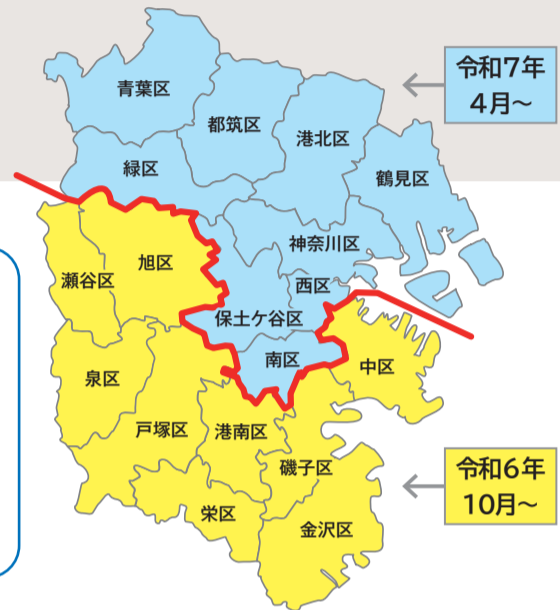 青葉区
都筑区
港北区
令和7年
4月~
緑区
鶴見区
神奈川区
旭区
瀬谷区
西区
保土ケ谷区
南区
中区
泉区
戸塚区
港南区
磯子区
令和6年
10月~
栄区
金沢区